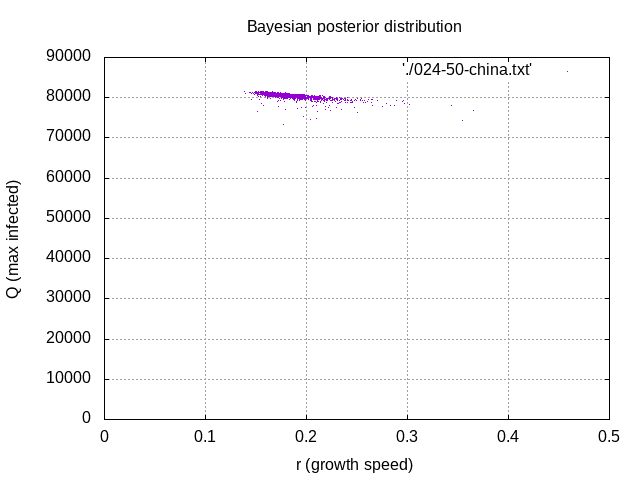 Bayesian posterior distribution
90000
'./024-50-china.txt'
80000
70000
60000
50000
40000
30000
20000
10000
0
Q (max infected)
0 0.1 0.2 0.3 0.4 0.5
r (growth speed)